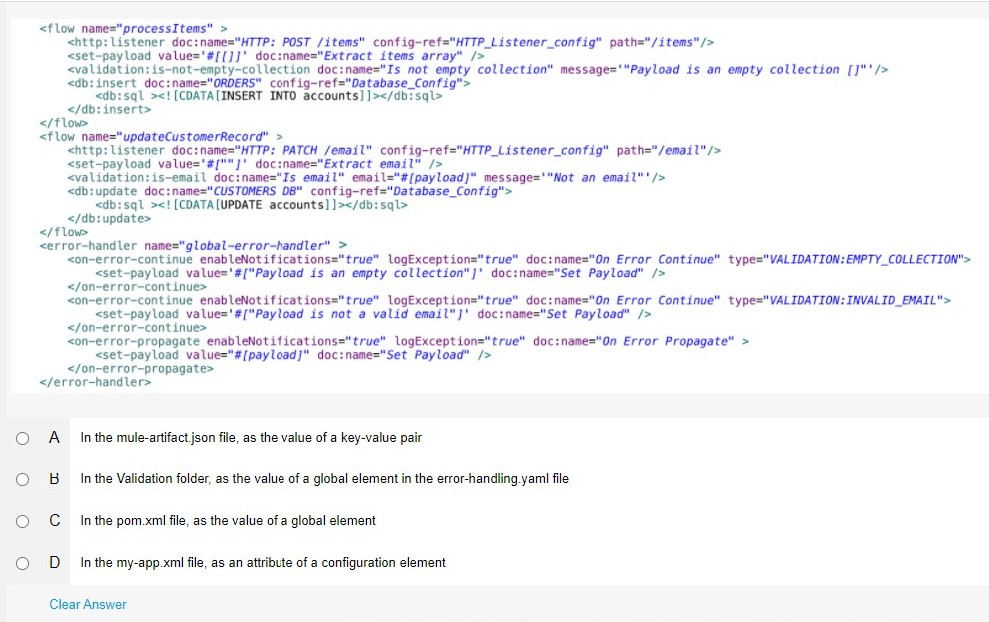 <flow name="processItems" >
<http:listener doc:name="HTTP: POST /items" config-ref="HTTP_Listener_config" path="/items"/>
<set-payload value='#[[]]' doc:name="Extract items array" />
<validation:is-not-empty-collection doc:name="Is not empty collection" message='"Payload is an empty collection []"'/>
<db:insert doc:name="ORDERS" config-ref="Database_Config">
<db:sql ><![CDATA[INSERT INTO accounts]]></db:sql>
</db:insert>
</flow>
<flow name="updateCustomerRecord" >
<http:listener doc:name="HTTP: PATCH /email" config-ref="HTTP_Listener_config" path="/email"/>
<set-payload value='#[""]' doc:name="Extract email" />
<validation:is-email doc:name="Is email" email="#[payload]" message='"Not an email"'/>
<db:update doc:name="CUSTOMERS DB" config-ref="Database_Config">
<db:sql ><![CDATA[UPDATE accounts]]></db:sql>
</db:update>
</flow>
<error-handler name="global-error-handler" >
<on-error-continue enableNotifications="true" logException="true" doc:name="On Error Continue" type="VALIDATION:EMPTY_COLLECTION">
<set-payload value='#["Payload is an empty collection"]' doc:name="Set Payload" />
</on-error-continue>
<on-error-continue enableNotifications="true" logException="true" doc:name="On Error Continue" type="VALIDATION:INVALID_EMAIL">
<set-payload value='#["Payload is not a valid email"]' doc:name="Set Payload" />
</on-error-continue>
<on-error-propagate enableNotifications="true" logException="true" doc:name="On Error Propagate" >
<set-payload value="#[payload]" doc:name="Set Payload" />
</on-error-propagate>
</error-handler>
A In the mule-artifact.json file, as the value of a key-value pair
B In the Validation folder, as the value of a global element in the error-handling.yaml file
C In the pom.xml file, as the value of a global element
D In the my-app.xml file, as an attribute of a configuration element
Clear Answer